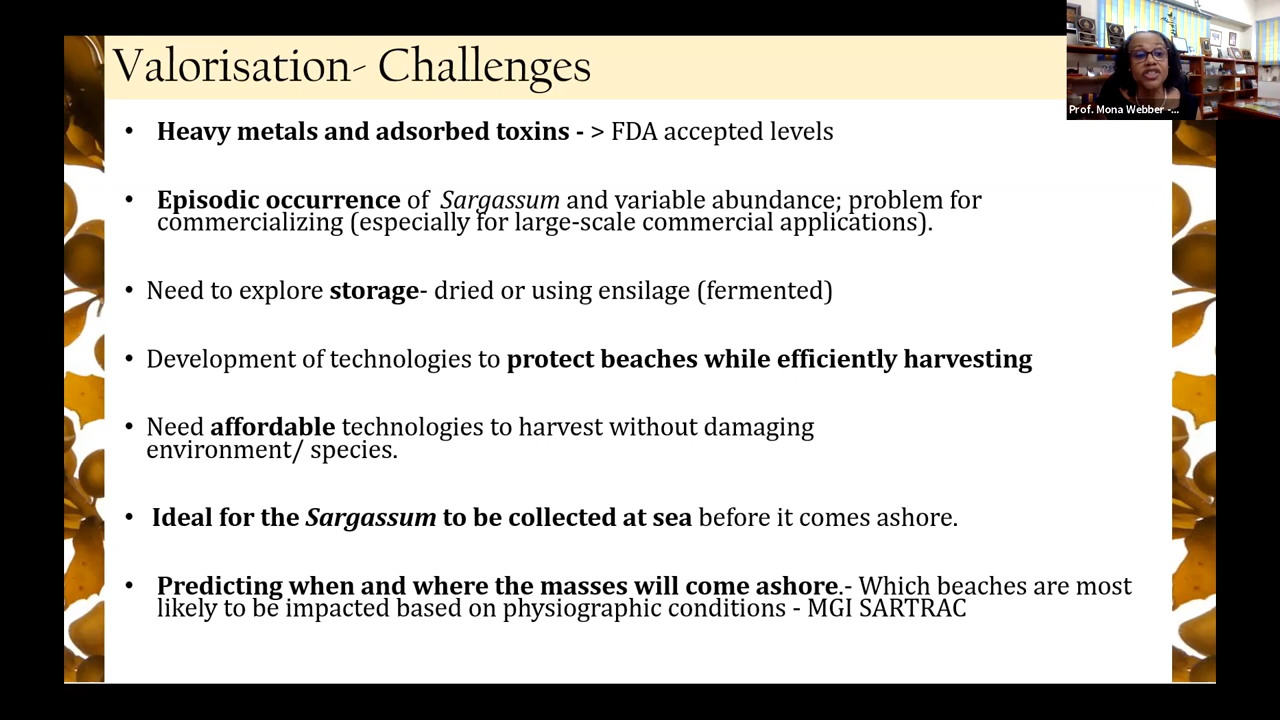 Valorisation- Challenges
Prof. Mona Webber -...
• Heavy metals and adsorbed toxins - > FDA accepted levels
• Episodic occurrence of Sargassum and variable abundance; problem for
commercializing (especially for large-scale commercial applications).
• Need to explore storage- dried or using ensilage (fermented)
• Development of technologies to protect beaches while efficiently harvesting
• Need affordable technologies to harvest without damaging
environment/ species.
• Ideal for the Sargassum to be collected at sea before it comes ashore.
• Predicting when and where the masses will come ashore.- Which beaches are most
likely to be impacted based on physiographic conditions - MGI SARTRAC